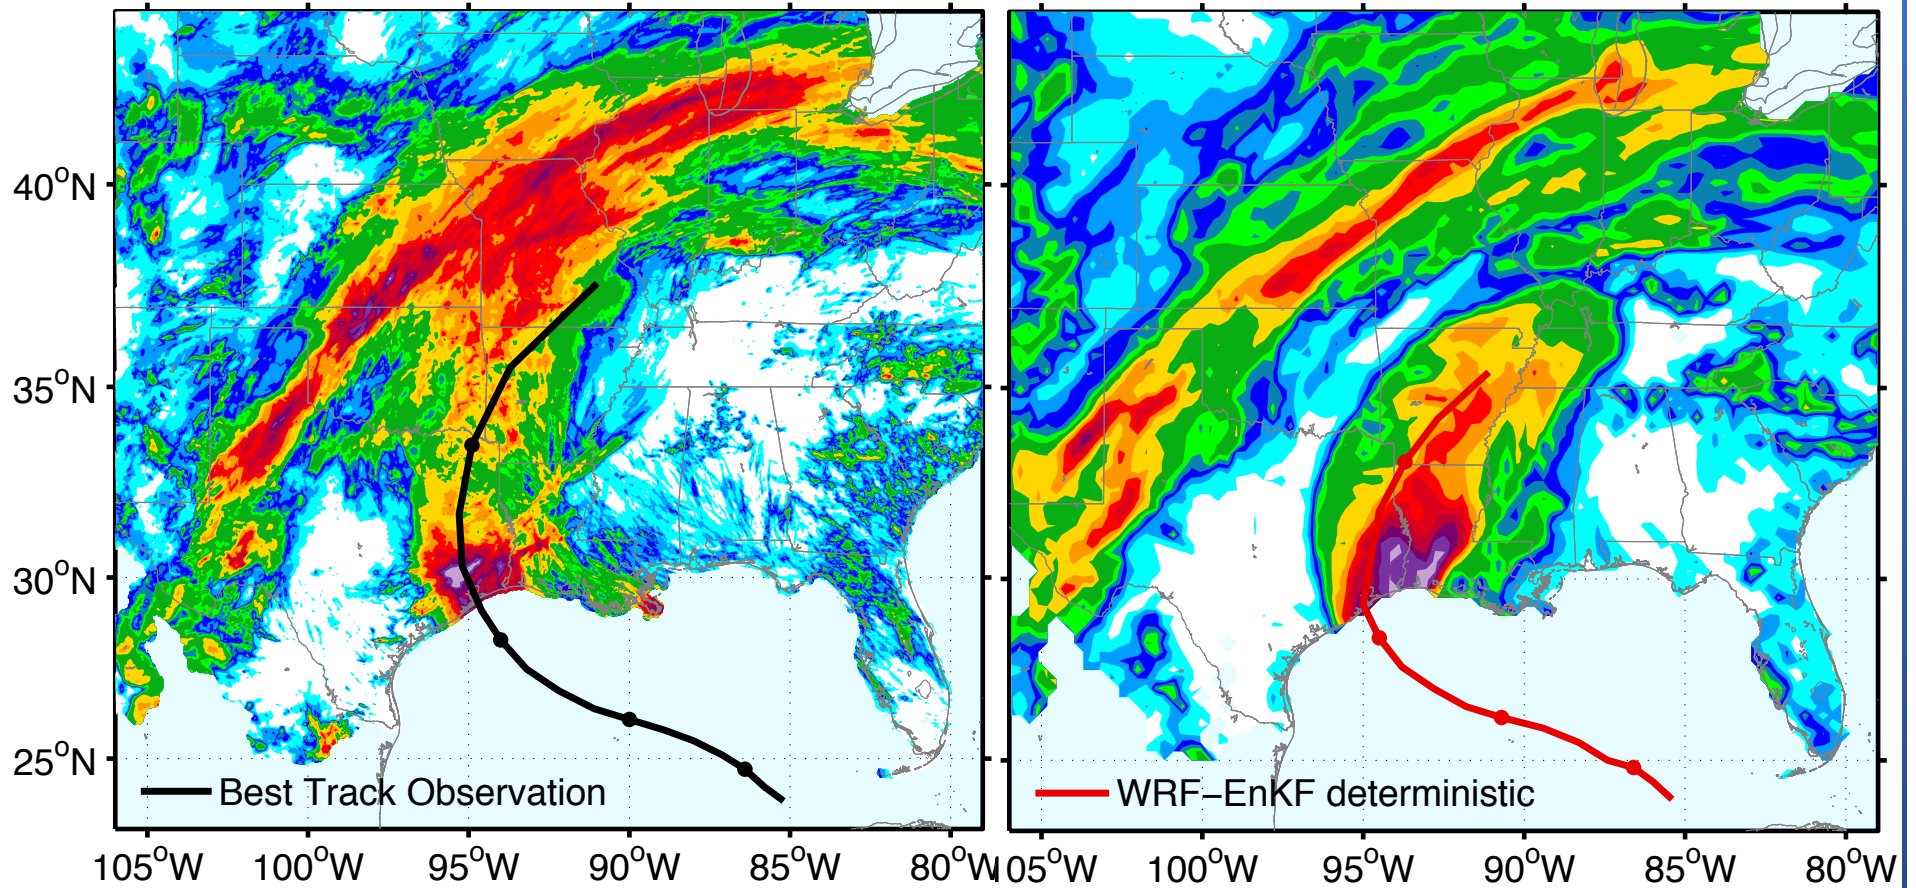 40°N
35°N
30°N
25°N
Best Track Observation
WRF–EnKF deterministic
105°W 100°W 95°W 90°W 85°W 80°W 105°W 100°W 95°W 90°W 85°W 80°W